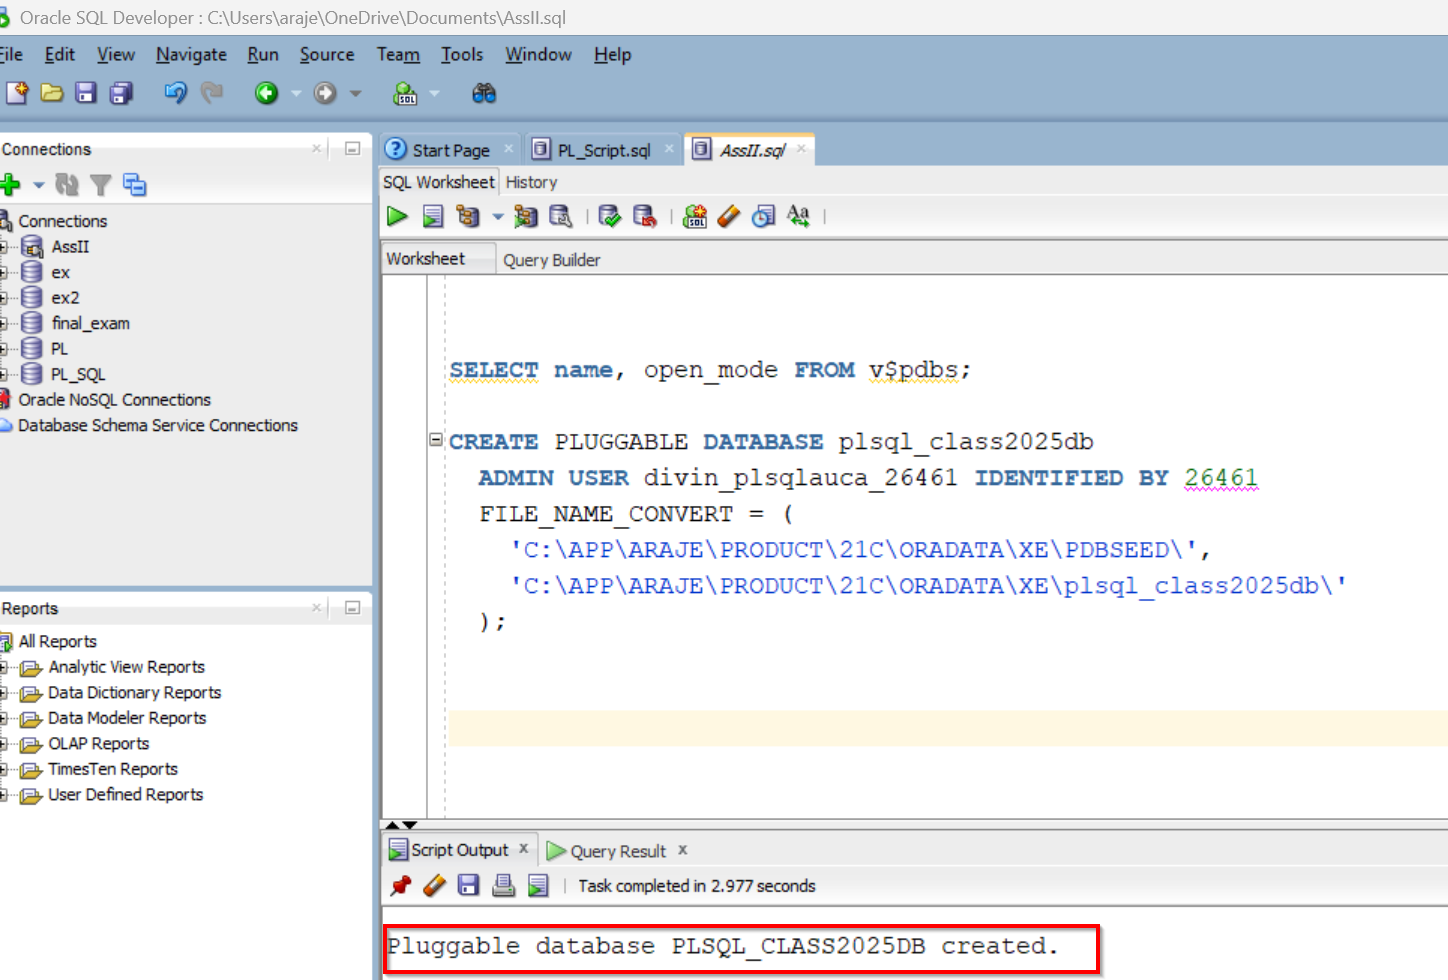 Oracle SQL Developer : C:\Users\araje\OneDrive\Documents\AssII.sql
File Edit View Navigate Run Source Team Tools Window Help
Connections
Connections
AssII
ex
ex2
final_exam
PL
PL_SQL
Oracle NoSQL Connections
Database Schema Service Connections
Reports
All Reports
Analytic View Reports
Data Dictionary Reports
Data Modeler Reports
OLAP Reports
TimesTen Reports
User Defined Reports
Start Page PL_Script.sql AssII.sql
SQL Worksheet History
Worksheet Query Builder
SELECT name, open_mode FROM v$pdbs;
CREATE PLUGGABLE DATABASE plsql_class2025db
ADMIN USER divin_plsqlauca_26461 IDENTIFIED BY 26461
FILE_NAME_CONVERT = (
'C:\APP\ARAJE\PRODUCT\21C\ORADATA\XE\PDBSEED\',
'C:\APP\ARAJE\PRODUCT\21C\ORADATA\XE\plsql_class2025db\'
);
Script Output Query Result
Task completed in 2.977 seconds
Pluggable database PLSQL_CLASS2025DB created.